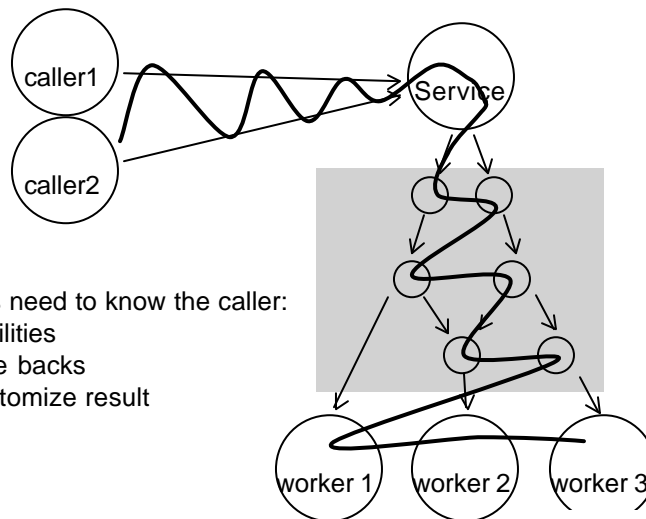 caller1
Service
caller2
need to know the caller:
ilities
backs
tomize result
worker 1
worker 2
worker 3